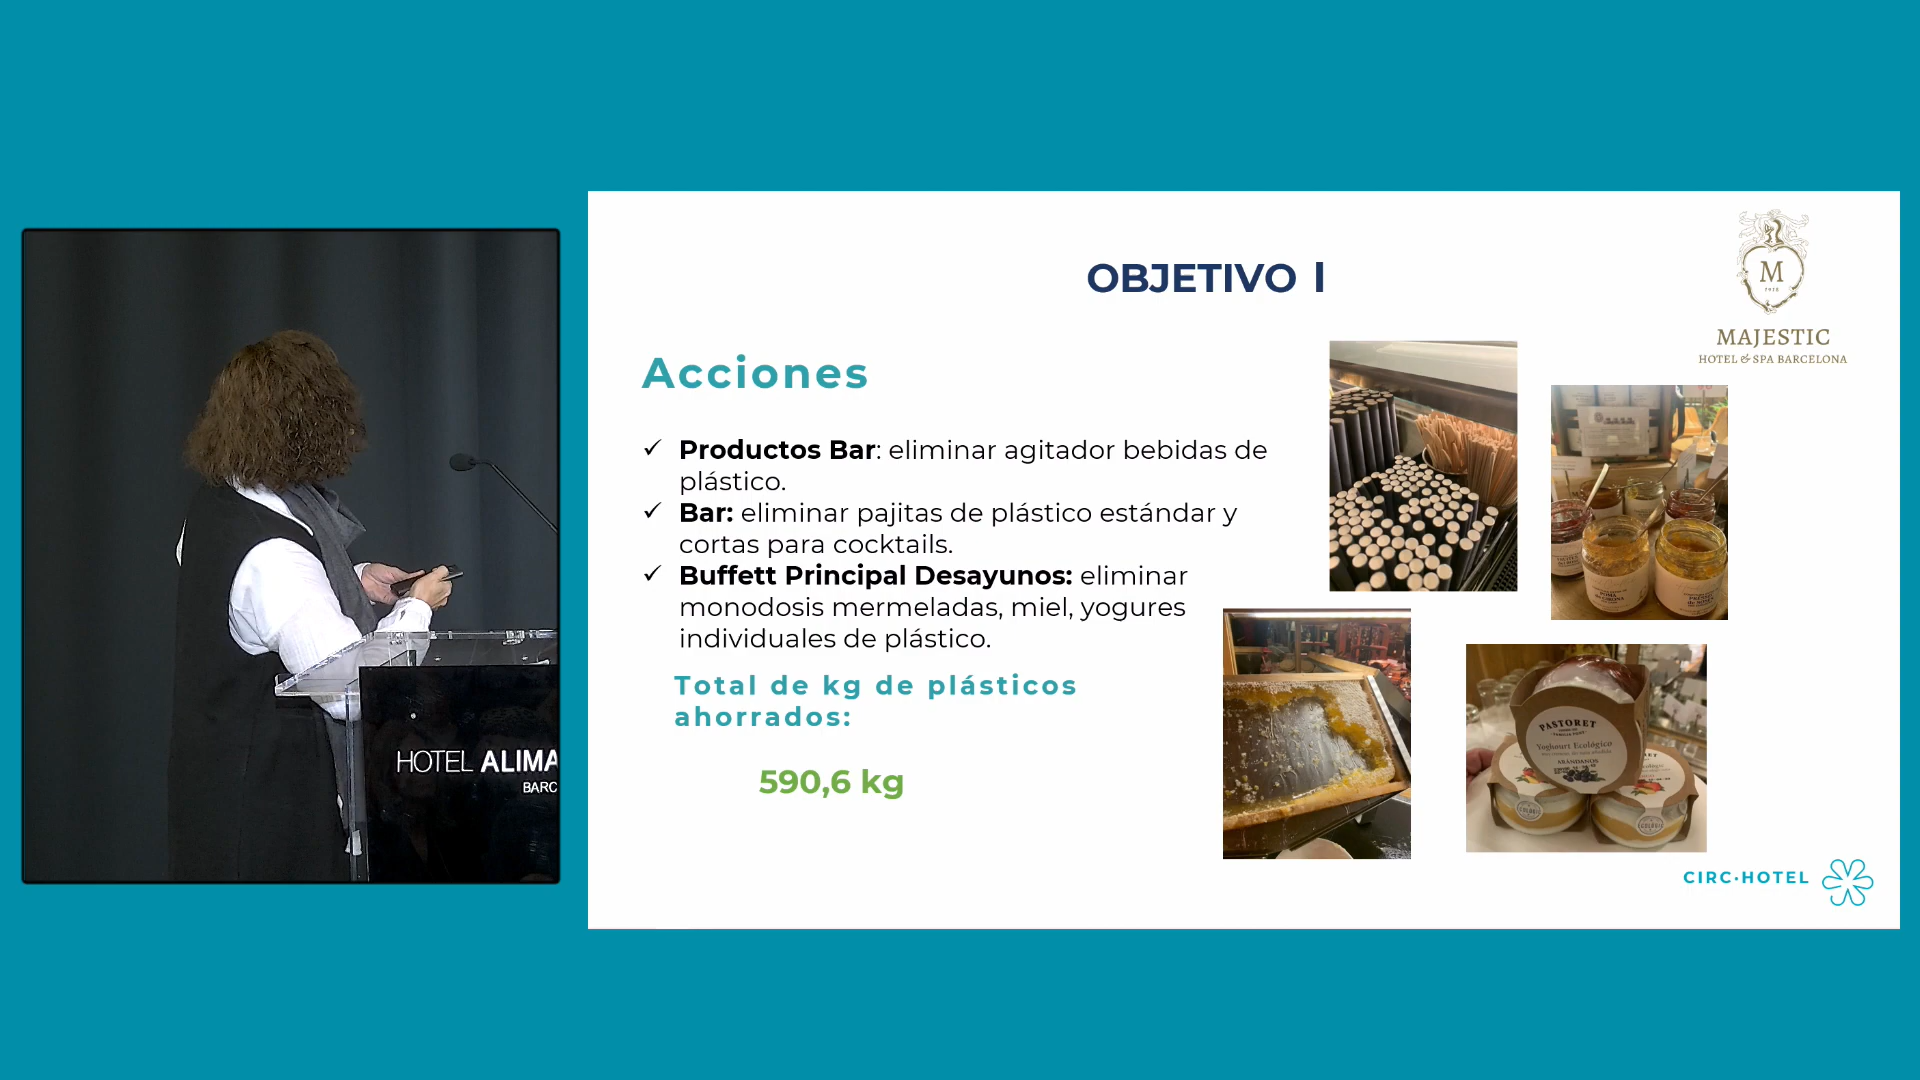 OBJETIVO I
M
MAJESTIC
HOTEL & SPA BARCELONA
Acciones
✓ Productos Bar: eliminar agitador bebidas de
plástico.
✓ Bar: eliminar pajitas de plástico estándar y
cortas para cocktails.
✓ Buffett Principal Desayunos: eliminar
monodosis mermeladas, miel, yogures
individuales de plástico.
Total de kg de plásticos
ahorrados:
590,6 kg
HOTEL ALIMA
BARC
PASTORET
Yoghourt Ecológico
ARÁNDANOS
CIRC·HOTEL